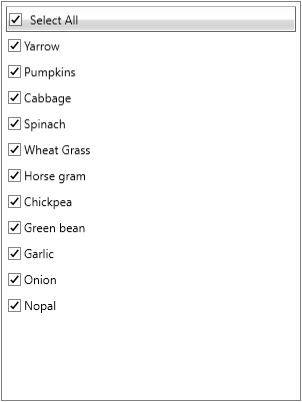 Select All
Yarrow
Pumpkins
Cabbage
Spinach
Wheat Grass
Horse gram
Chickpea
Green bean
Garlic
Onion
Nopal